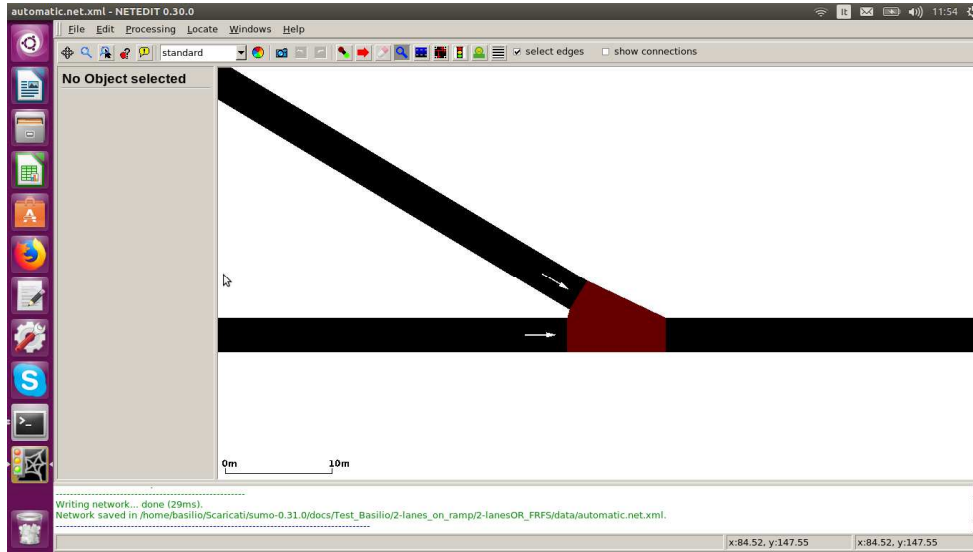 automatic.net.xml - NETEDIT 0.30.0
It
11:54
File Edit Processing Locate Windows Help
standard
select edges
show connections
No Object selected
0m
10m
Writing network... done (29ms).
Network saved in /home/basilio/Scaricati/sumo-0.31.0/docs/Test_Basilio/2-lanes_on_ramp/2-lanesOR_FRFS/data/automatic.net.xml.
x:84.52, y:147.55
x:84.52, y:147.55